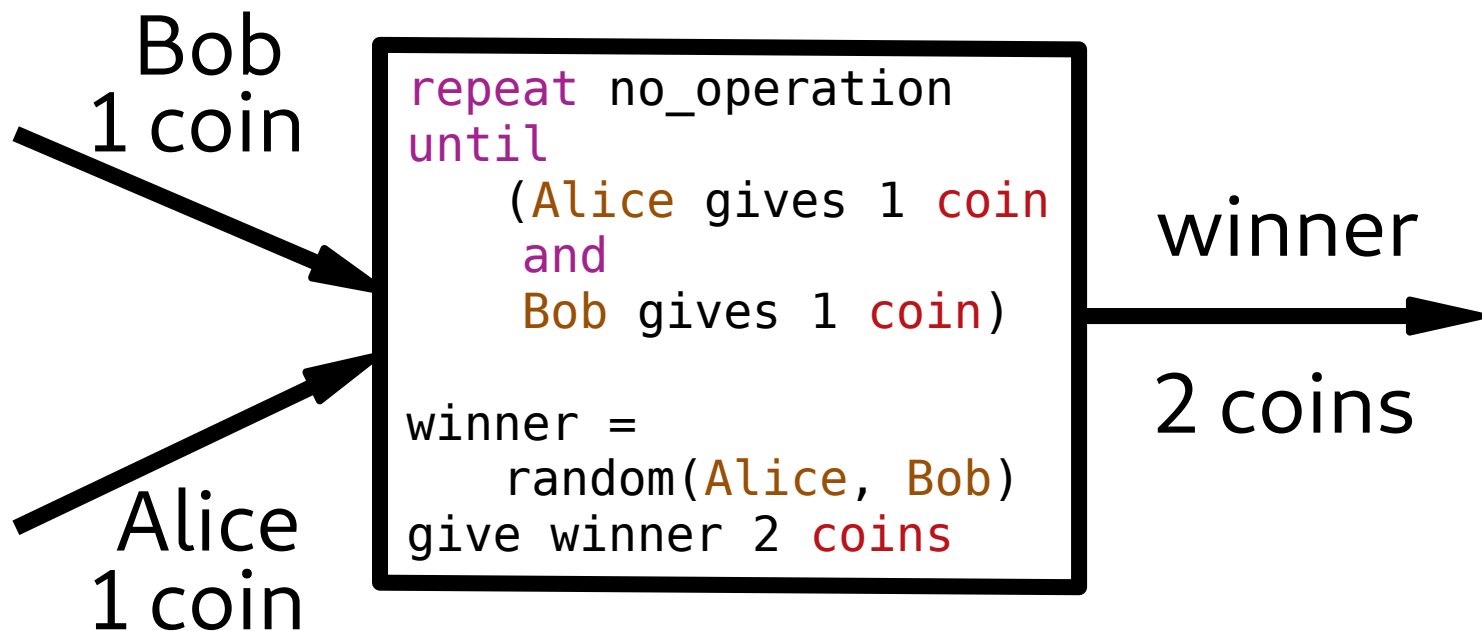 Bob
1 coin
Alice
1 coin
repeat no_operation
until
(Alice gives 1 coin
and
Bob gives 1 coin)
winner =
random(Alice, Bob)
give winner 2 coins
winner
2 coins